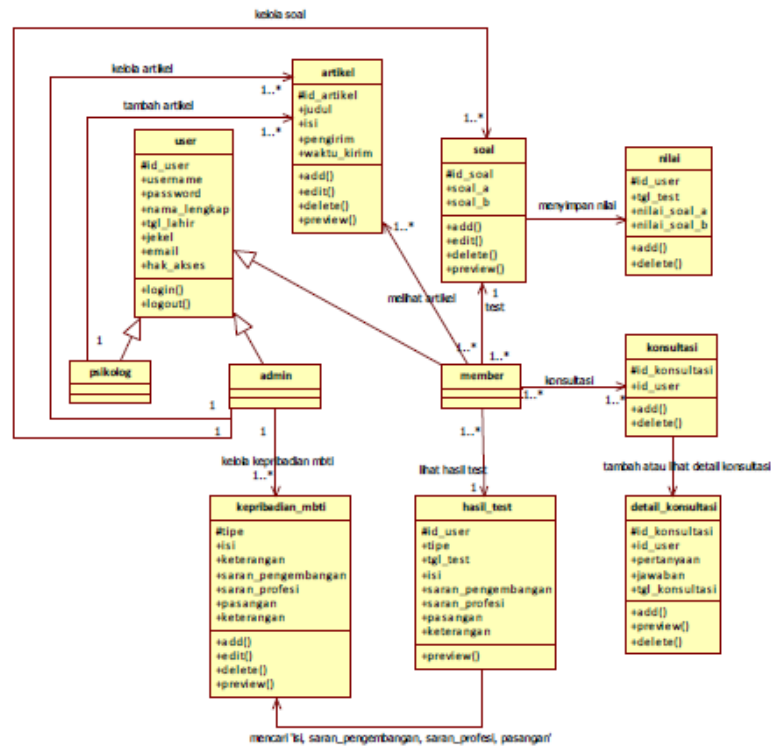 kelola soal
kelola artikel
1..*
tambah artikel
1..*
artikel
#id_artikel
+judul
+isi
+pengirim
+waktu_kirim
+add()
+edit()
+delete()
+preview()
1..*
user
#id_user
+username
+password
+nama_lengkap
+tgl_lahir
+jekel
+email
+hak_akses
+login()
+logout()
1..*
soal
#id_soal
+soal_a
+soal_b
+add()
+edit()
+delete()
+preview()
menyimpan nilai
nilai
#id_user
+tgl_test
+nilai_soal_a
+nilai_soal_b
+add()
+delete()
melihat artikel
1
test
1..*
1..*
1
psikolog
admin
member
konsultasi
1..*
1..*
konsultasi
#id_konsultasi
+id_user
+add()
+delete()
1
1
1
1..*
kelola kepribadian mbti
1..*
lihat hasil test
1
tambah atau lihat detail konsultasi
kepribadian_mbti
#tipe
+isi
+keterangan
+saran_pengembangan
+saran_profesi
+pasangan
+keterangan
+add()
+edit()
+delete()
+preview()
hasil_test
#id_user
+tipe
+tgl_test
+isi
+saran_pengembangan
+saran_profesi
+pasangan
+keterangan
+preview()
detail_konsultasi
#id_konsultasi
+id_user
+pertanyaan
+jawaban
+tgl_konsultasi
+add()
+preview()
+delete()
mencari 'isi, saran_pengembangan, saran_profesi, pasangan'